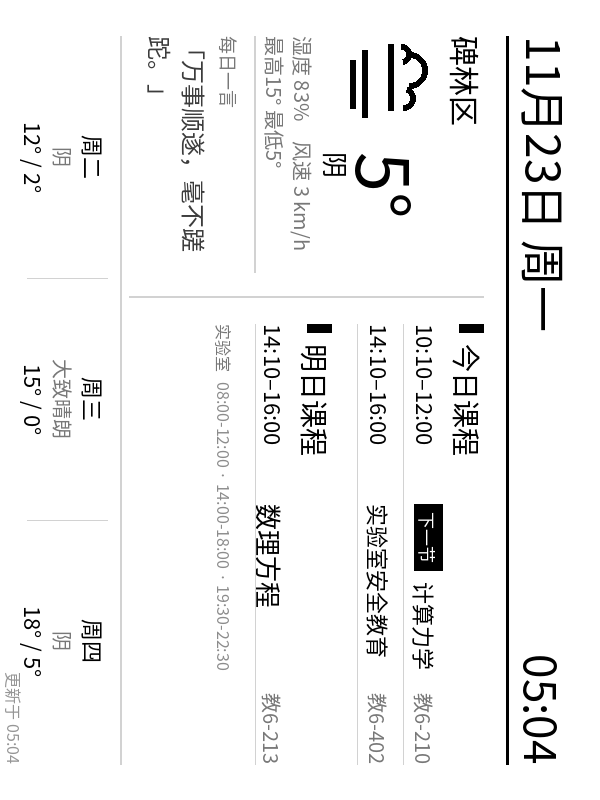 11月23日 周一
05:04
碑林区
5°
阴
湿度 83% 风速 3 km/h
最高15° 最低5°
每日一言
「万事顺遂，毫不蹉
跎。」
今日课程
10:10–12:00 下一节 计算力学 教6-210
14:10–16:00 实验室安全教育 教6-402
明日课程
14:10–16:00 数理方程 教6-213
实验室 08:00-12:00 · 14:00-18:00 · 19:30-22:30
周二
阴
12° / 2°
周三
大致晴朗
15° / 0°
周四
阴
18° / 5°
更新于 05:04